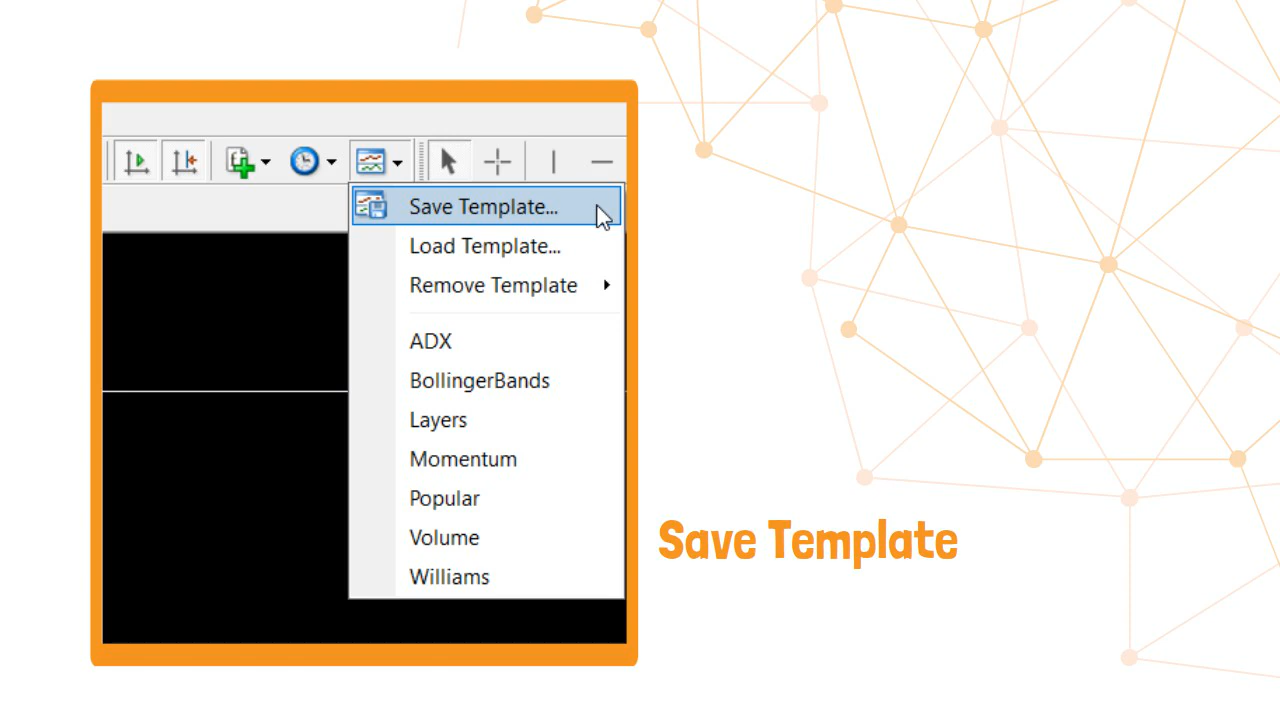 Save Template...
Load Template...
Remove Template
ADX
BollingerBands
Layers
Momentum
Popular
Volume
Williams
Save Template